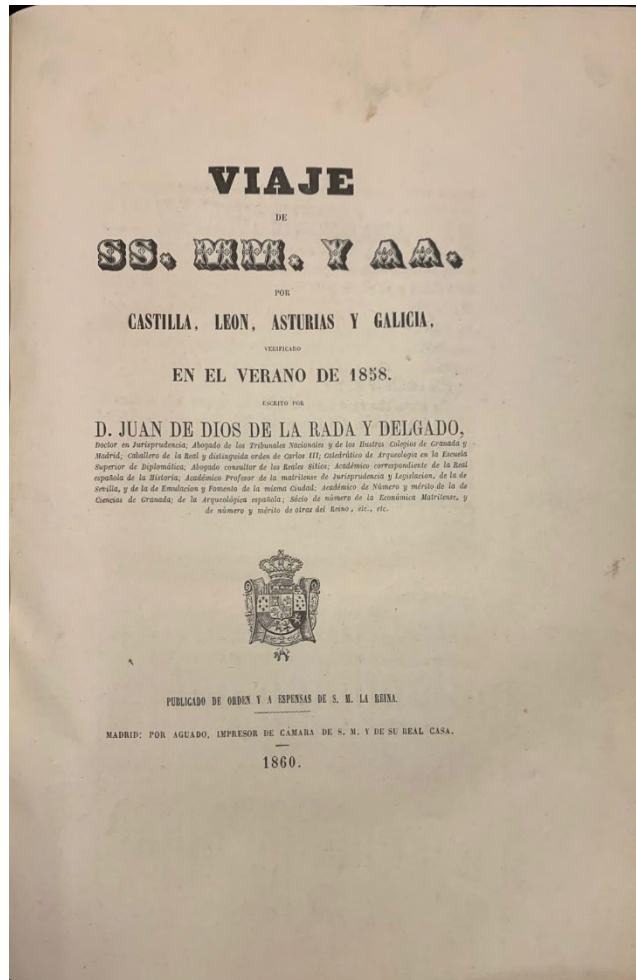 VIAJE
DE
SS. MM. Y AA.
POR
CASTILLA, LEON, ASTURIAS Y GALICIA,
VERIFICADO
EN EL VERANO DE 1858.
ESCRITO POR
D. JUAN DE DIOS DE LA RADA Y DELGADO,
Doctor en Jurisprudencia; Abogado de los Tribunales Nacionales y de los Ilustres Colegios de Granada y
Madrid; Caballero de la Real y distinguida orden de Carlos III; Catedrático de Arqueologia en la Escuela
Superior de Diplomática; Abogado consultor de los Reales Sitios; Académico correspondiente de la Real
española de la Historia; Académico Profesor de la matritense de Jurisprudencia y Legislacion, de la de
Sevilla, y de la de Emulacion y Fomento de la misma Ciudad; Académico de Número y mérito de la de
Ciencias de Granada; de la Arqueológica española; Sócio de número de la Económica Matritense, y
de número y mérito de otras del Reino, etc., etc.
PUBLICADO DE ORDEN Y A ESPENSAS DE S. M. LA REINA.
MADRID: POR AGUADO, IMPRESOR DE CÁMARA DE S. M. Y DE SU REAL CASA.
1860.